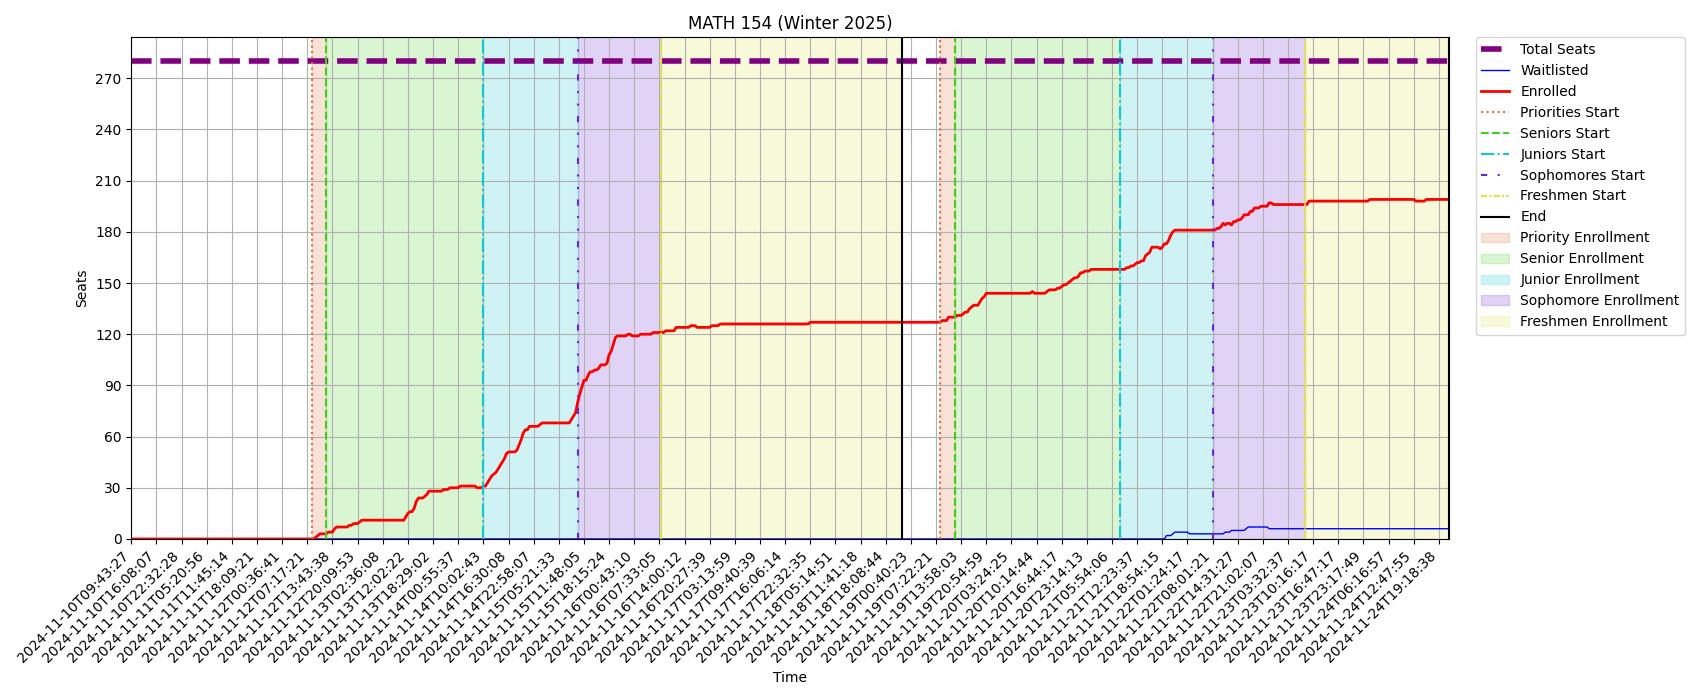 MATH 154 (Winter 2025)
270
240
210
180
150
120
90
60
30
0
Seats
2024-11-10T09:43:27
2024-11-10T16:08:07
2024-11-10T22:32:28
2024-11-11T05:20:56
2024-11-11T11:45:14
2024-11-11T18:09:21
2024-11-12T00:36:41
2024-11-12T07:17:21
2024-11-12T13:43:38
2024-11-12T20:09:53
2024-11-13T02:36:08
2024-11-13T12:02:22
2024-11-13T18:29:02
2024-11-14T00:55:37
2024-11-14T10:02:43
2024-11-14T16:30:08
2024-11-14T22:58:07
2024-11-15T05:21:33
2024-11-15T11:48:05
2024-11-15T18:15:24
2024-11-16T00:43:10
2024-11-16T07:33:05
2024-11-16T14:00:12
2024-11-16T20:27:39
2024-11-17T03:13:59
2024-11-17T09:40:39
2024-11-17T16:06:14
2024-11-17T22:32:35
2024-11-18T05:14:51
2024-11-18T11:41:18
2024-11-18T18:08:44
2024-11-19T00:40:23
2024-11-19T07:22:21
2024-11-19T13:58:03
2024-11-19T20:54:59
2024-11-20T03:24:25
2024-11-20T10:14:44
2024-11-20T16:44:17
2024-11-20T23:14:13
2024-11-21T05:54:06
2024-11-21T12:23:37
2024-11-21T18:54:15
2024-11-22T01:24:17
2024-11-22T08:01:21
2024-11-22T14:31:27
2024-11-22T21:02:07
2024-11-23T03:32:37
2024-11-23T10:16:17
2024-11-23T16:47:17
2024-11-23T23:17:49
2024-11-24T06:16:57
2024-11-24T12:47:55
2024-11-24T19:18:38
Time
Total Seats
Waitlisted
Enrolled
Priorities Start
Seniors Start
Juniors Start
Sophomores Start
Freshmen Start
End
Priority Enrollment
Senior Enrollment
Junior Enrollment
Sophomore Enrollment
Freshmen Enrollment